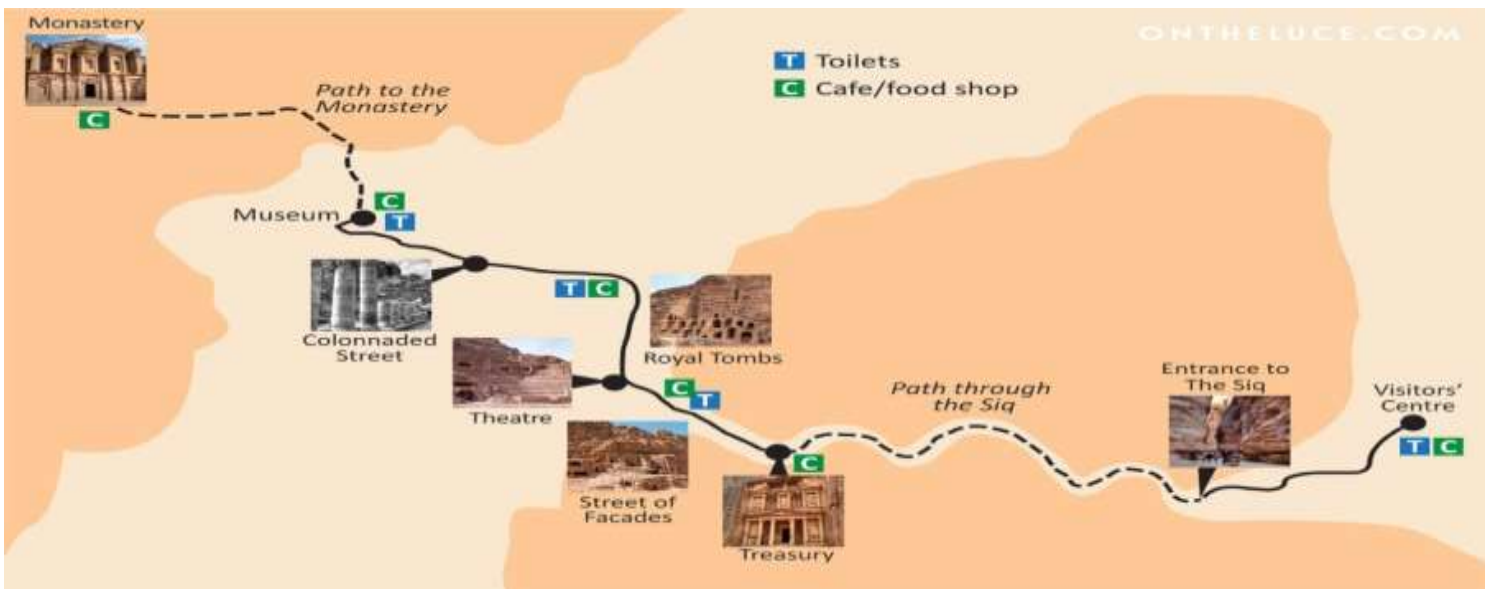 Monastery
ONTHELUCE.COM
T Toilets
C Cafe/food shop
Path to the
Monastery
C
C
Museum
T
Colonnaded
Street
T C
Royal Tombs
Theatre
C
T
Street of
Facades
C
Treasury
Path through
the Siq
Entrance to
The Siq
Visitors'
Centre
T C